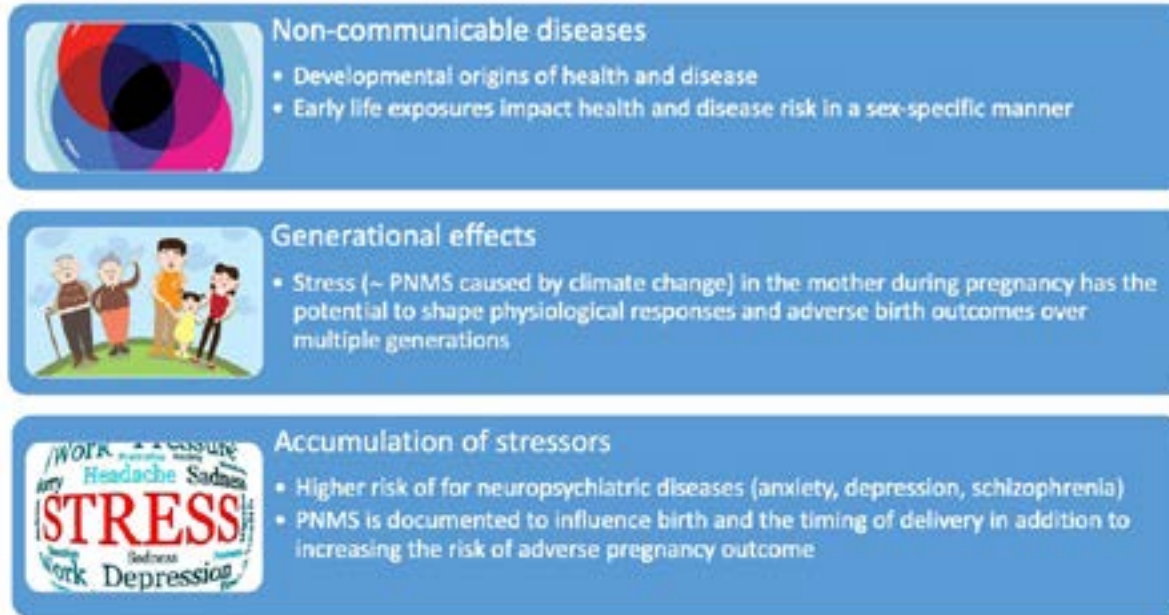 Non-communicable diseases
• Developmental origins of health and disease
• Early life exposures impact health and disease risk in a sex-specific manner
Generational effects
• Stress (~ PNMS caused by climate change) in the mother during pregnancy has the
potential to shape physiological responses and adverse birth outcomes over
multiple generations
Accumulation of stressors
• Higher risk of for neuropsychiatric diseases (anxiety, depression, schizophrenia)
• PNMS is documented to influence birth and the timing of delivery in addition to
increasing the risk of adverse pregnancy outcome
Work Pressure
Headache Sadness
STRESS
Sadness
Work Depression